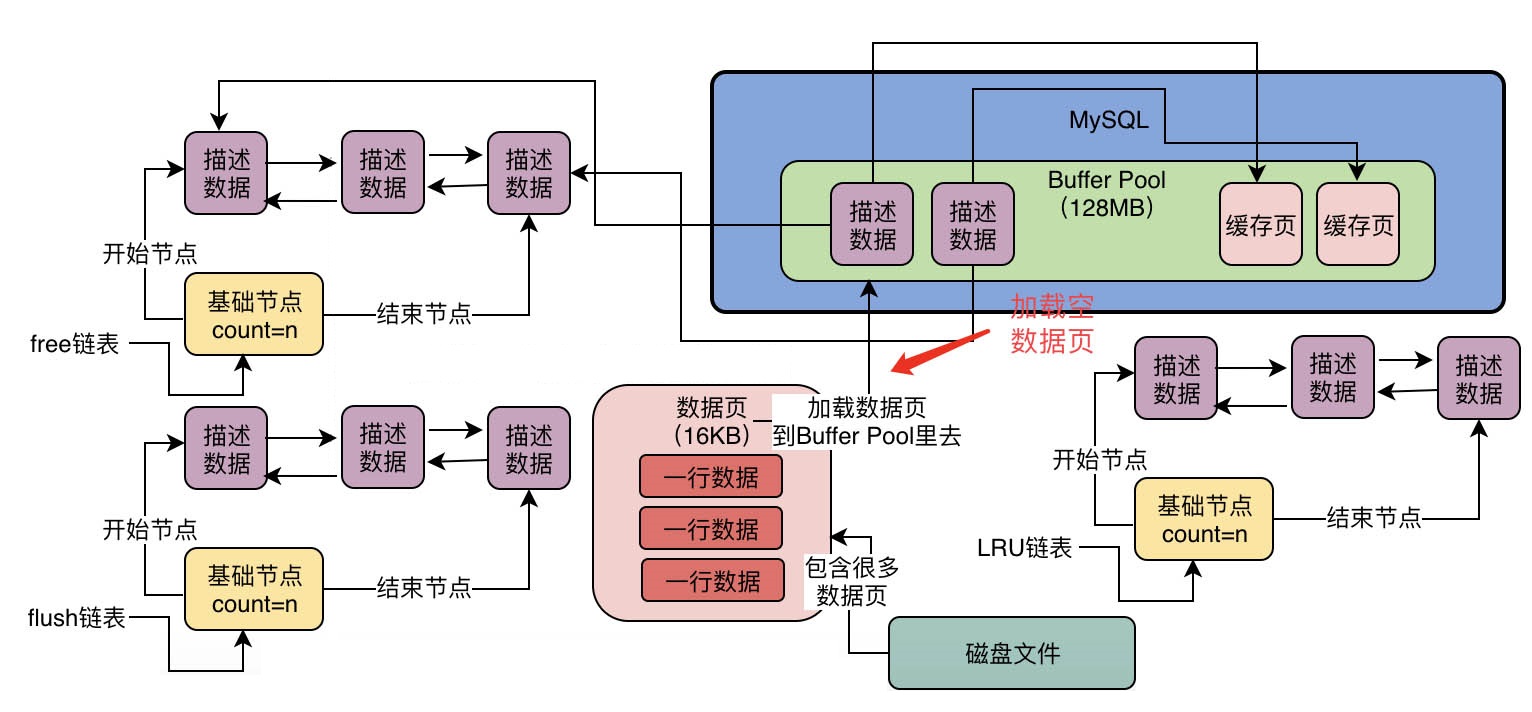 MySQL
Buffer Pool
（128MB）
描述
数据
描述
数据
缓存页
缓存页
描述
数据
描述
数据
描述
数据
开始节点
基础节点
count=n
结束节点
free链表
加载空
数据页
描述
数据
描述
数据
描述
数据
开始节点
基础节点
count=n
结束节点
flush链表
数据页
（16KB）
加载数据页
到Buffer Pool里去
一行数据
一行数据
一行数据
包含很多
数据页
磁盘文件
描述
数据
描述
数据
描述
数据
开始节点
基础节点
count=n
结束节点
LRU链表